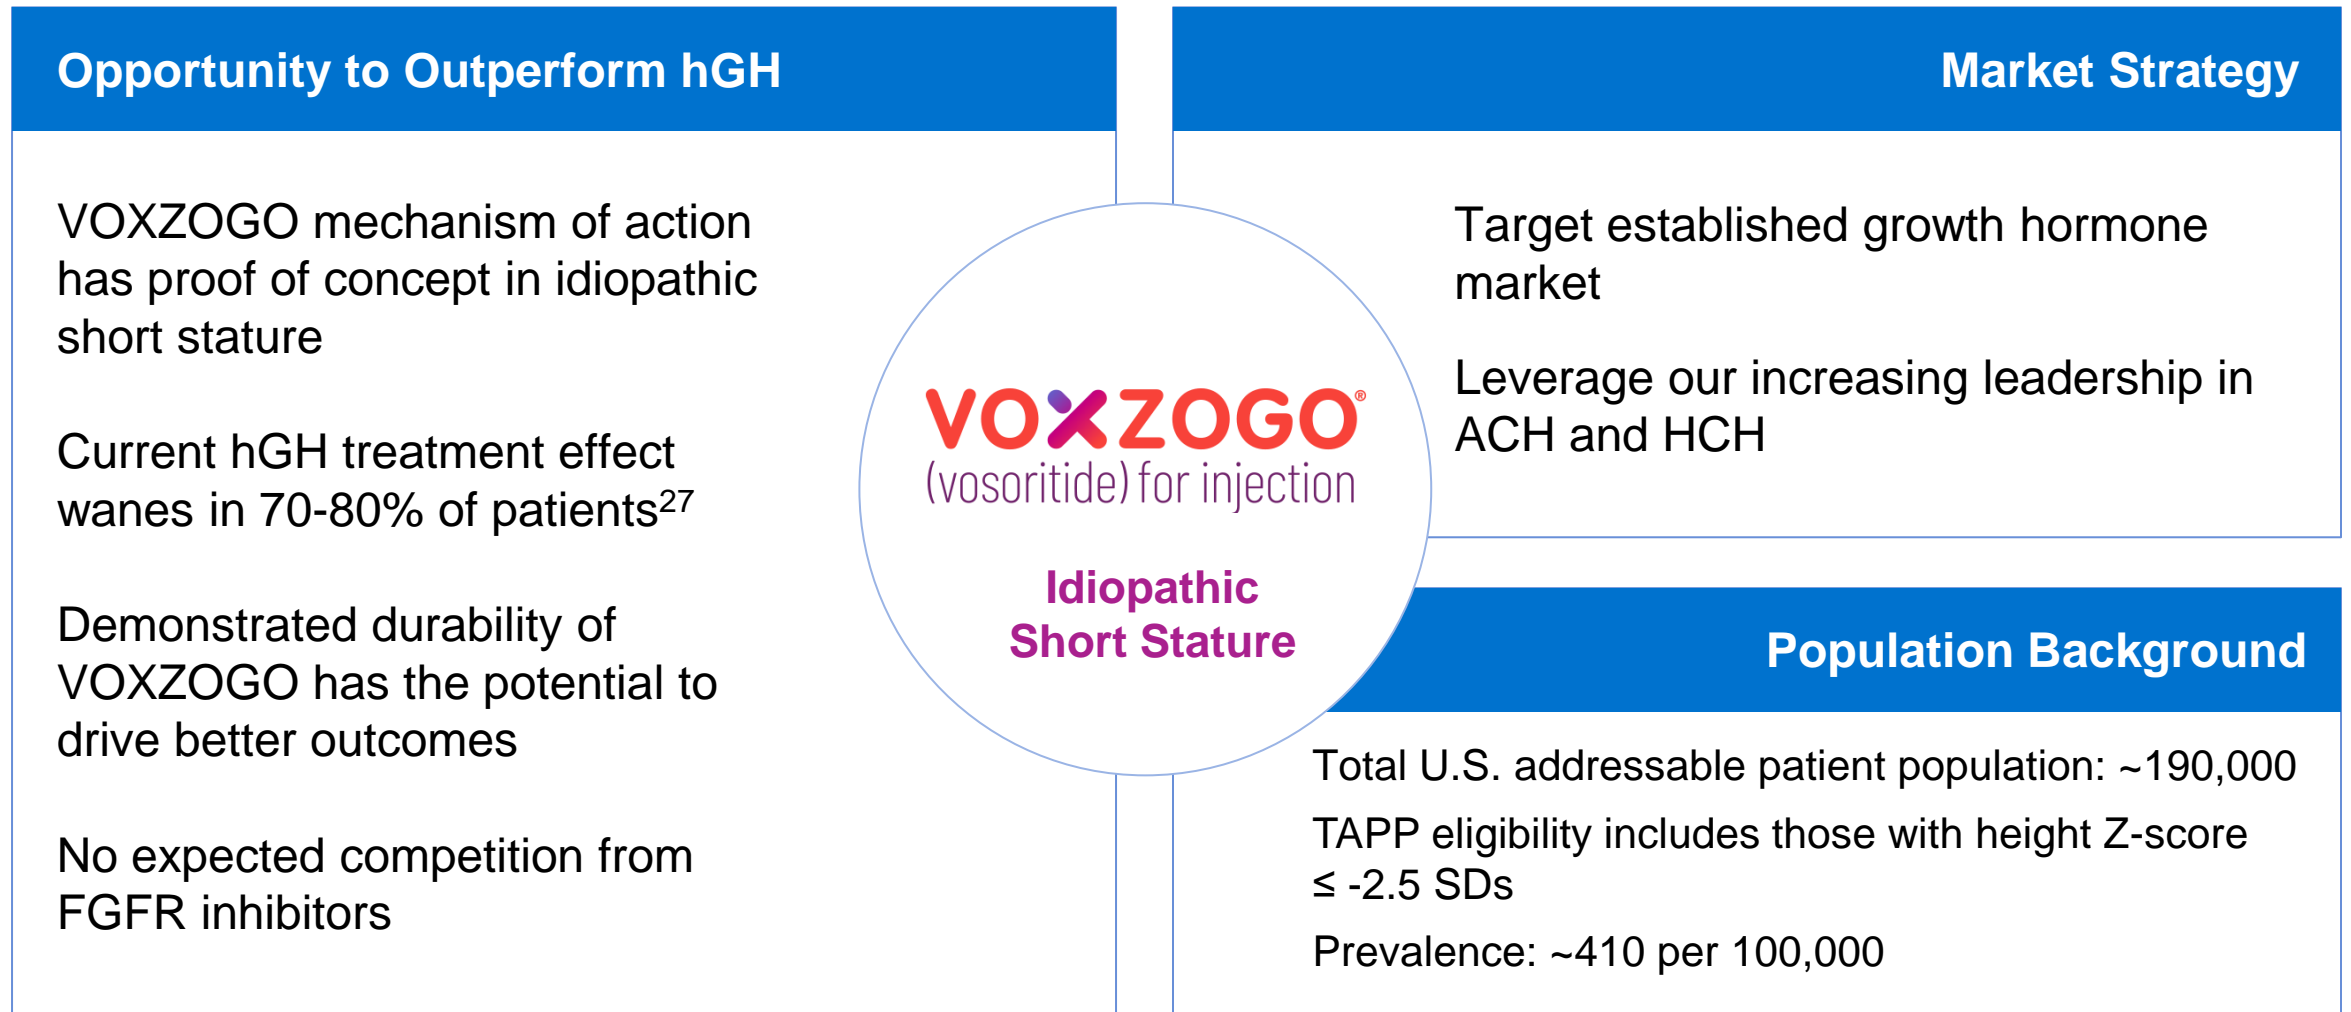 Opportunity to Outperform hGH
VOXZOGO mechanism of action
has proof of concept in idiopathic
short stature
Current hGH treatment effect
wanes in 70-80% of patients27
Demonstrated durability of
VOXZOGO has the potential to
drive better outcomes
No expected competition from
FGFR inhibitors
VOXZOGO®
(vosoritide) for injection
Idiopathic
Short Stature
Market Strategy
Target established growth hormone
market
Leverage our increasing leadership in
ACH and HCH
Population Background
Total U.S. addressable patient population: ~190,000
TAPP eligibility includes those with height Z-score
≤ -2.5 SDs
Prevalence: ~410 per 100,000